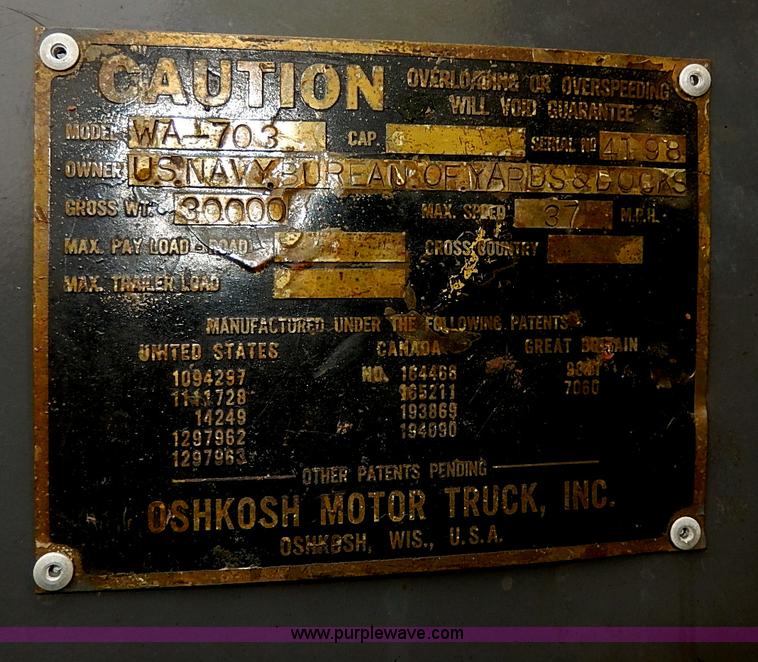 CAUTION OVERLOADING OR OVERSPEEDING
WILL VOID GUARANTEE
MODEL WA-703 CAP. SERIAL NO 4198
OWNER U.S.NAVY.BUREAU.OF.YARDS&DOCKS
GROSS WT. 30000 MAX. SPEED 37 M.P.H.
MAX. PAY LOAD - ROAD CROSS COUNTRY
MAX. TRAILER LOAD
MANUFACTURED UNDER THE FOLLOWING PATENTS
UNITED STATES CANADA GREAT BRITAIN
1094297 NO. 164468
1111728 165211 7060
14249 193869
1297962 194090
1297963
OTHER PATENTS PENDING
OSHKOSH MOTOR TRUCK, INC.
OSHKOSH, WIS., U.S.A.
www.purplewave.com